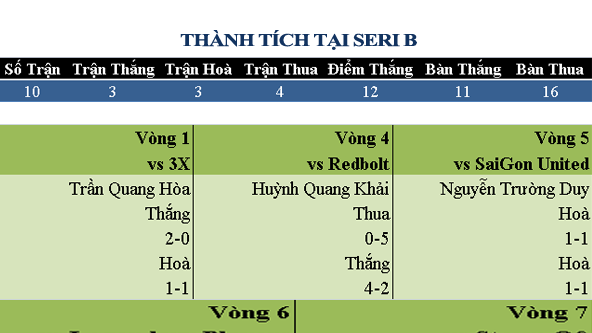 THÀNH TÍCH TẠI SERI B
Số Trận Trận Thắng Trận Hoà Trận Thua Điểm Thắng Bàn Thắng Bàn Thua
10 3 3 4 12 11 16
Vòng 1 Vòng 4 Vòng 5
vs 3X vs Redbolt vs SaiGon United
Trần Quang Hòa Huỳnh Quang Khải Nguyễn Trường Duy
Thắng Thua Hoà
2-0 0-5 1-1
Hoà Thắng Hoà
1-1 4-2 1-1
Vòng 6 Vòng 7